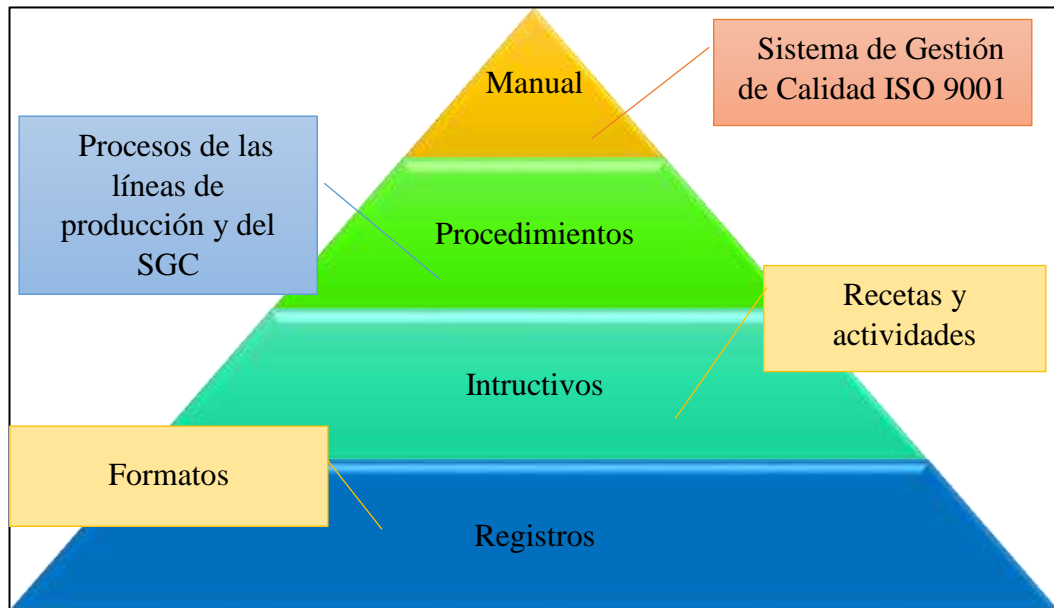 Manual
Sistema de Gestión
de Calidad ISO 9001
Procesos de las
líneas de
producción y del
SGC
Procedimientos
Recetas y
actividades
Intructivos
Formatos
Registros